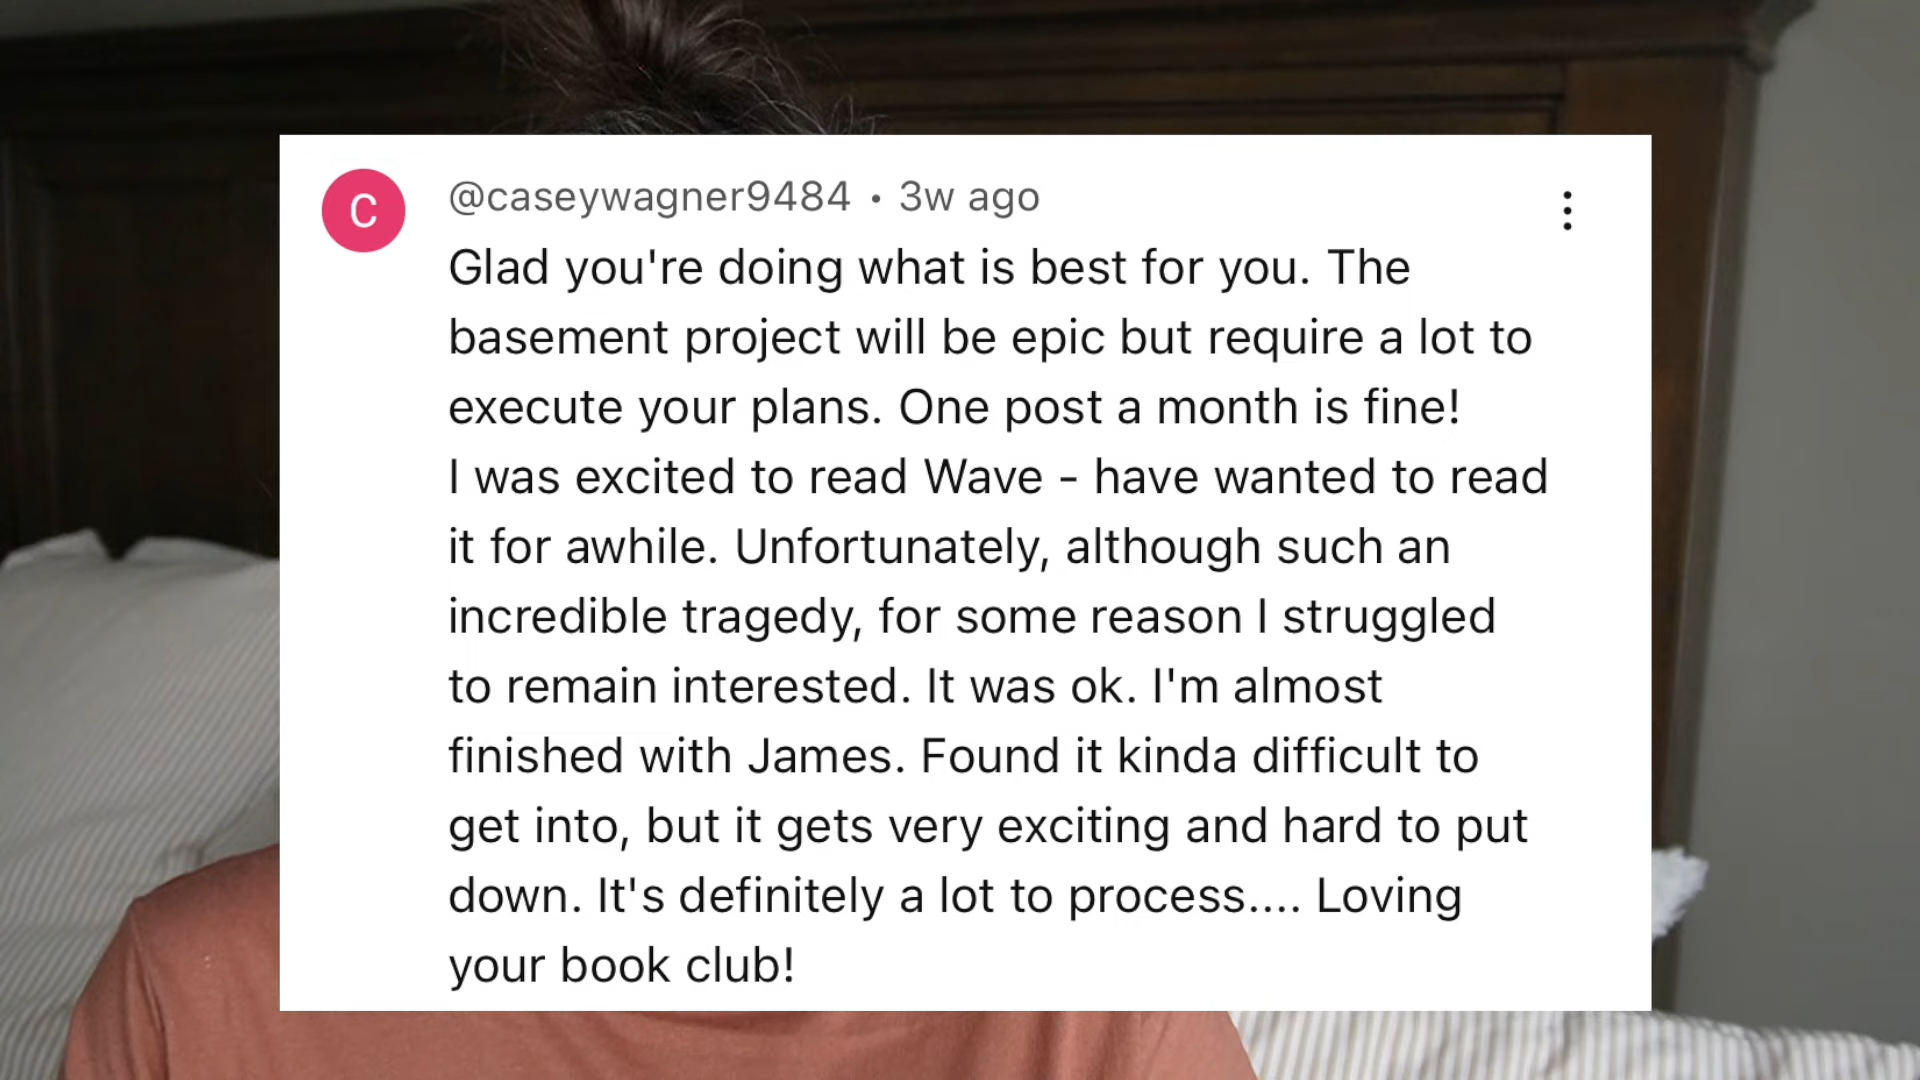 C
@caseywagner9484 • 3w ago
Glad you're doing what is best for you. The
basement project will be epic but require a lot to
execute your plans. One post a month is fine!
I was excited to read Wave - have wanted to read
it for awhile. Unfortunately, although such an
incredible tragedy, for some reason I struggled
to remain interested. It was ok. I'm almost
finished with James. Found it kinda difficult to
get into, but it gets very exciting and hard to put
down. It's definitely a lot to process.... Loving
your book club!